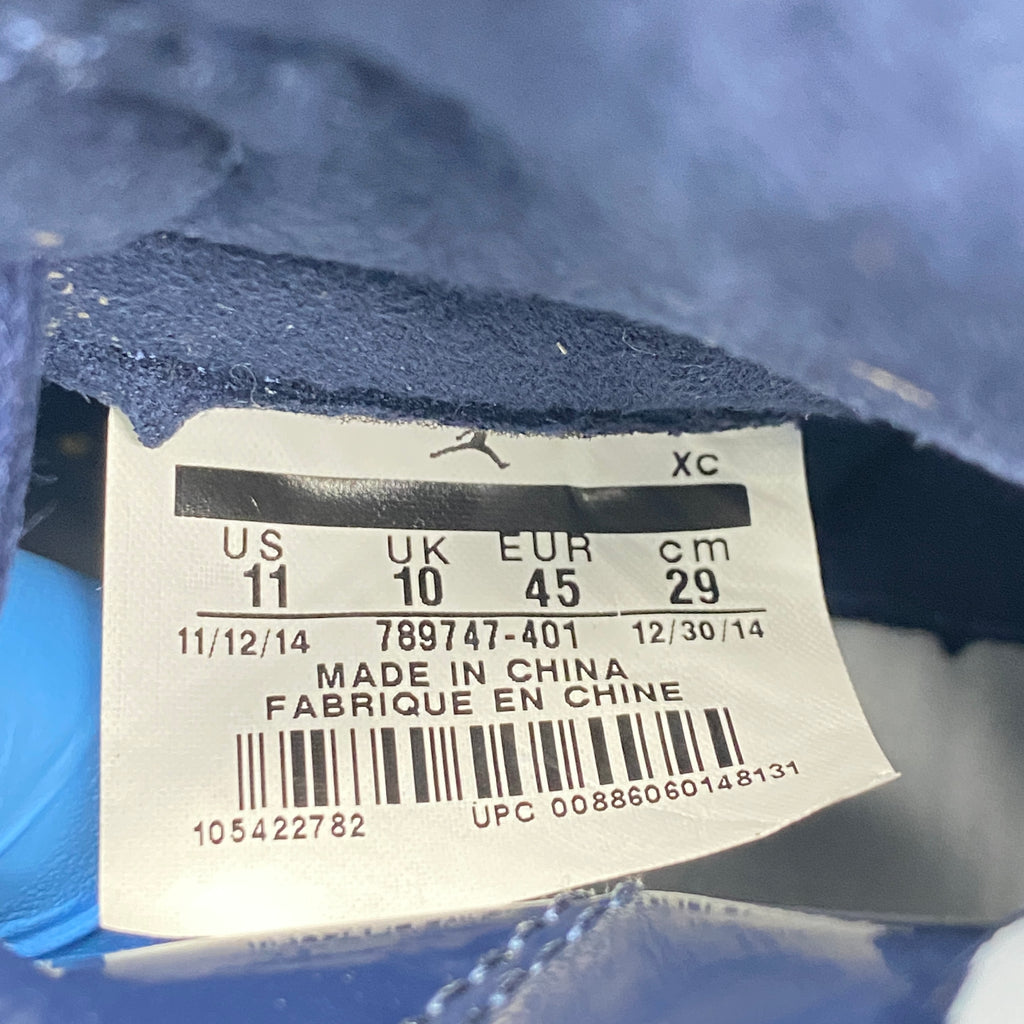 XC
US UK EUR cm
11 10 45 29
11/12/14 789747-401 12/30/14
MADE IN CHINA
FABRIQUE EN CHINE
105422782 UPC 00886060148131